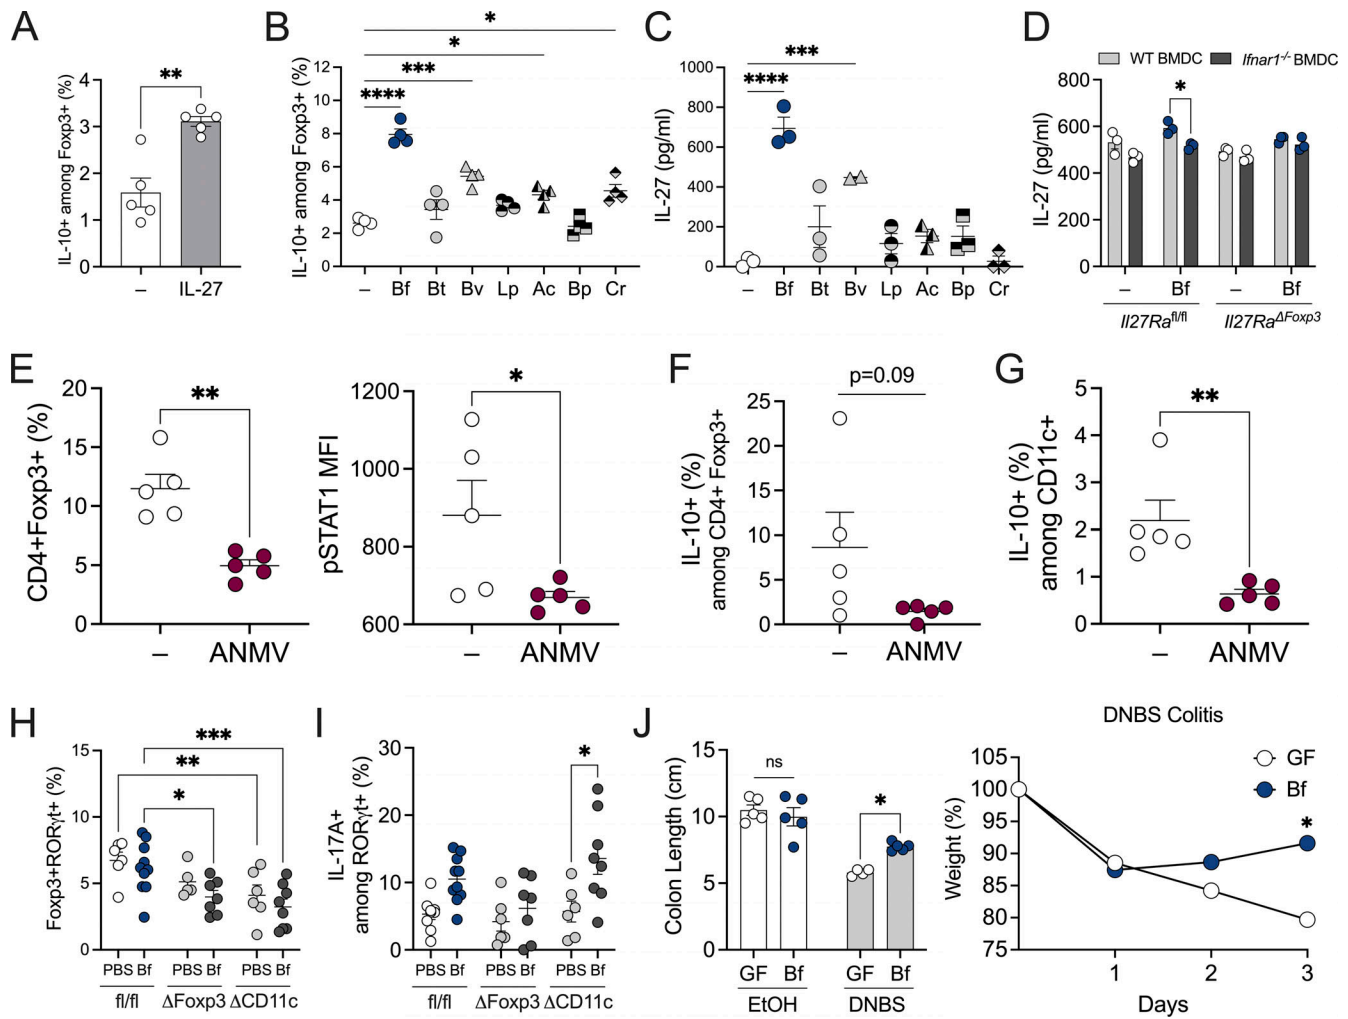 A
IL-10+ among Foxp3+ (%)
4
3
2
1
0
**
–
IL-27
B
IL-10+ among Foxp3+ (%)
12
10
8
6
4
2
0
*
*
***
****
– Bf Bt Bv Lp Ac Bp Cr
C
IL-27 (pg/ml)
1000
800
600
400
200
0
***
****
– Bf Bt Bv Lp Ac Bp Cr
D
WT BMDC Ifnar1-/- BMDC
IL-27 (pg/ml)
800
600
400
200
0
*
– Bf – Bf
Il27Rafl/fl Il27RaΔFoxp3
E
CD4+Foxp3+ (%)
20
15
10
5
0
**
– ANMV
pSTAT1 MFI
1200
1000
800
600
*
– ANMV
F
IL-10+ (%)
among CD4+ Foxp3+
25
20
15
10
5
0
p=0.09
– ANMV
G
IL-10+ (%)
among CD11c+
5
4
3
2
1
0
**
– ANMV
H
Foxp3+RORγt+ (%)
15
10
5
0
***
**
*
PBS Bf PBS Bf PBS Bf
fl/fl ΔFoxp3 ΔCD11c
I
IL-17A+
among RORγt+ (%)
30
20
10
0
*
PBS Bf PBS Bf PBS Bf
fl/fl ΔFoxp3 ΔCD11c
J
Colon Length (cm)
15
10
5
0
ns
*
GF Bf GF Bf
EtOH DNBS
DNBS Colitis
Weight (%)
105
100
95
90
85
80
75
GF
Bf
*
1 2 3
Days